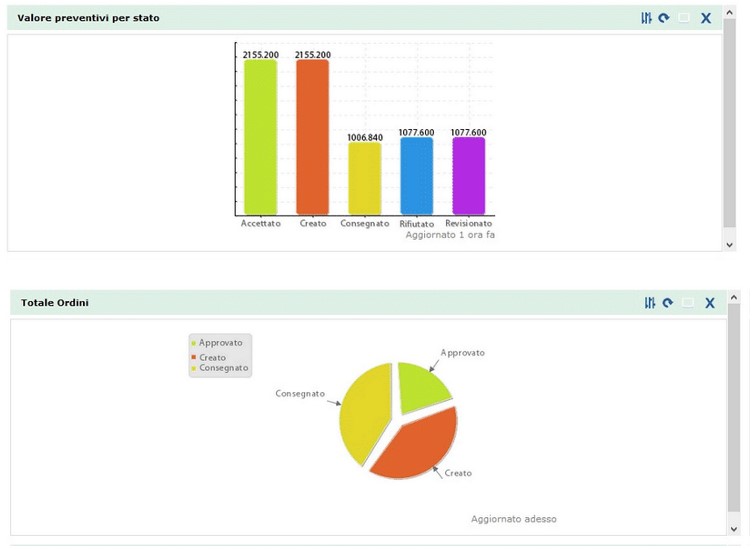 Valore preventivi per stato
2155.200 2155.200
1006.840 1077.600 1077.600
Accettato Creato Consegnato Rifiutato Revisionato
Aggiornato 1 ora fa
Totale Ordini
Approvato
Creato
Consegnato
Approvato
Consegnato
Creato
Aggiornato adesso